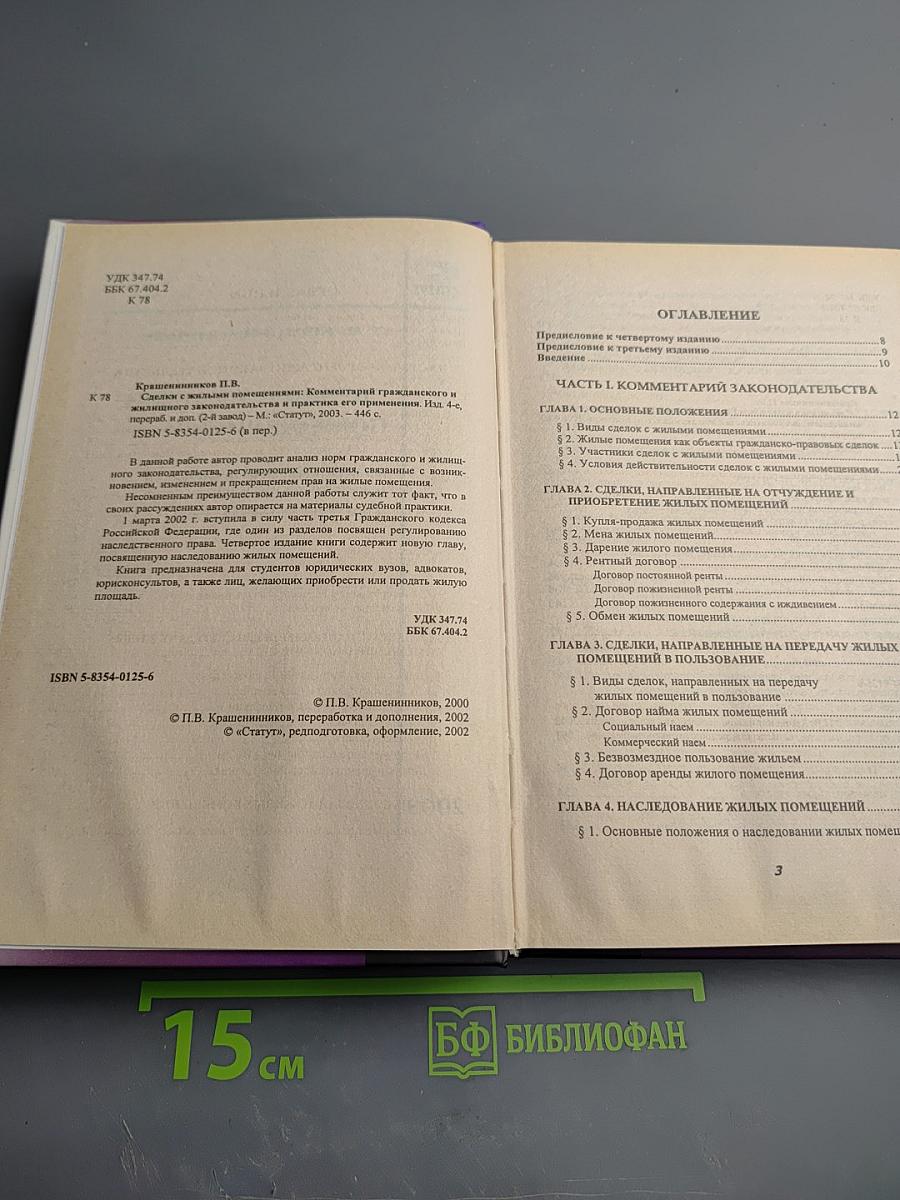 УДК 347.74
ББК 67.404.2
К 78
Крашенинников П.В.
К 78 Сделки с жилыми помещениями: Комментарий гражданского и
жилищного законодательства и практика его применения. Изд. 4-е,
перераб. и доп. (2-й завод) – М.: «Статут», 2003. – 446 с.
ISBN 5-8354-0125-6 (в пер.)
В данной работе автор проводит анализ норм гражданского и жилищ-
ного законодательства, регулирующих отношения, связанные с возник-
новением, изменением и прекращением прав на жилые помещения.
Несомненным преимуществом данной работы служит тот факт, что в
своих рассуждениях автор опирается на материалы судебной практики.
1 марта 2002 г. вступила в силу часть третья Гражданского кодекса
Российской Федерации, где один из разделов посвящен регулированию
наследственного права. Четвертое издание книги содержит новую главу,
посвященную наследованию жилых помещений.
Книга предназначена для студентов юридических вузов, адвокатов,
юрисконсультов, а также лиц, желающих приобрести или продать жилую
площадь.
УДК 347.74
ББК 67.404.2
ISBN 5-8354-0125-6
© П.В. Крашенинников, 2000
© П.В. Крашенинников, переработка и дополнения, 2002
© «Статут», редподготовка, оформление, 2002
ОГЛАВЛЕНИЕ
Предисловие к четвертому изданию 8
Предисловие к третьему изданию 9
Введение 10
ЧАСТЬ I. КОММЕНТАРИЙ ЗАКОНОДАТЕЛЬСТВА
ГЛАВА 1. ОСНОВНЫЕ ПОЛОЖЕНИЯ 12
§ 1. Виды сделок с жилыми помещениями 12
§ 2. Жилые помещения как объекты гражданско-правовых сделок
§ 3. Участники сделок с жилыми помещениями
§ 4. Условия действительности сделок с жилыми помещениями
ГЛАВА 2. СДЕЛКИ, НАПРАВЛЕННЫЕ НА ОТЧУЖДЕНИЕ И
ПРИОБРЕТЕНИЕ ЖИЛЫХ ПОМЕЩЕНИЙ
§ 1. Купля-продажа жилых помещений
§ 2. Мена жилых помещений
§ 3. Дарение жилого помещения
§ 4. Рентный договор
Договор постоянной ренты
Договор пожизненной ренты
Договор пожизненного содержания с иждивением
§ 5. Обмен жилых помещений
ГЛАВА 3. СДЕЛКИ, НАПРАВЛЕННЫЕ НА ПЕРЕДАЧУ ЖИЛЫХ
ПОМЕЩЕНИЙ В ПОЛЬЗОВАНИЕ
§ 1. Виды сделок, направленных на передачу
жилых помещений в пользование
§ 2. Договор найма жилых помещений
Социальный наем
Коммерческий наем
§ 3. Безвозмездное пользование жильем
§ 4. Договор аренды жилого помещения
ГЛАВА 4. НАСЛЕДОВАНИЕ ЖИЛЫХ ПОМЕЩЕНИЙ
§ 1. Основные положения о наследовании жилых помещ
3
15 см
БФ БИБЛИОФАН